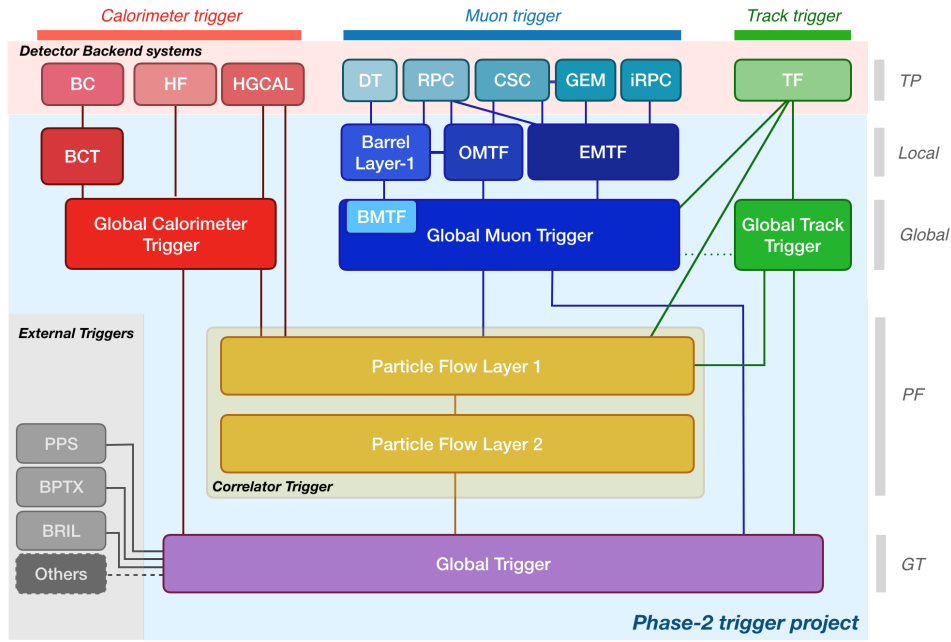 Calorimeter trigger
Muon trigger
Track trigger
Detector Backend systems
BC
HF
HGCAL
DT
RPC
CSC
GEM
iRPC
TF
TP
BCT
Barrel
Layer-1
OMTF
EMTF
Local
Global Calorimeter
Trigger
BMTF
Global Muon Trigger
Global Track
Trigger
Global
External Triggers
Particle Flow Layer 1
PF
Particle Flow Layer 2
Correlator Trigger
PPS
BPTX
BRIL
Others
Global Trigger
GT
Phase-2 trigger project